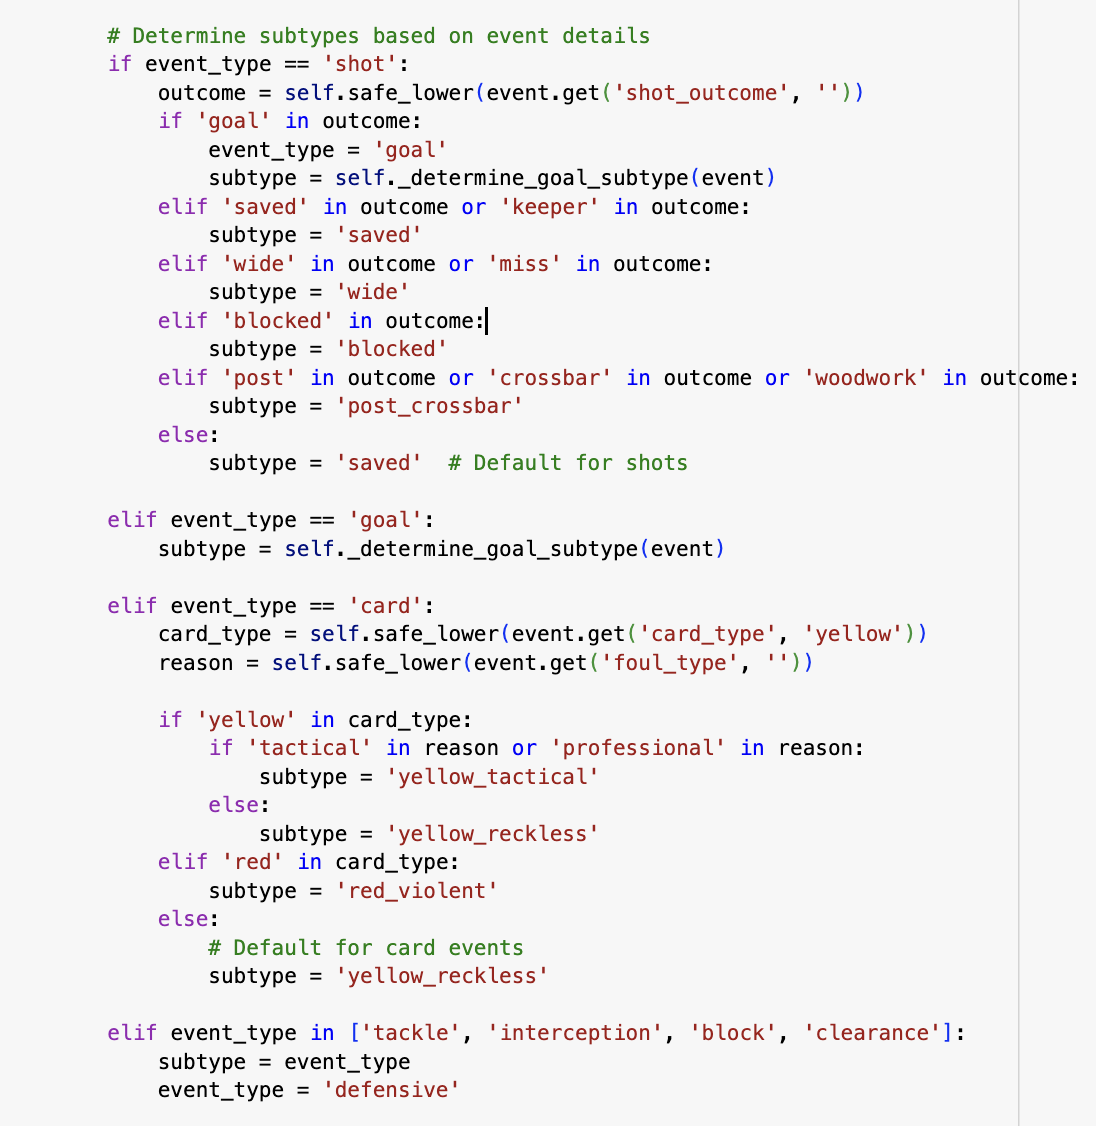 # Determine subtypes based on event details
if event_type == 'shot':
    outcome = self.safe_lower(event.get('shot_outcome', ''))
    if 'goal' in outcome:
        event_type = 'goal'
        subtype = self._determine_goal_subtype(event)
    elif 'saved' in outcome or 'keeper' in outcome:
        subtype = 'saved'
    elif 'wide' in outcome or 'miss' in outcome:
        subtype = 'wide'
    elif 'blocked' in outcome:
        subtype = 'blocked'
    elif 'post' in outcome or 'crossbar' in outcome or 'woodwork' in outcome:
        subtype = 'post_crossbar'
    else:
        subtype = 'saved'  # Default for shots

elif event_type == 'goal':
    subtype = self._determine_goal_subtype(event)

elif event_type == 'card':
    card_type = self.safe_lower(event.get('card_type', 'yellow'))
    reason = self.safe_lower(event.get('foul_type', ''))

    if 'yellow' in card_type:
        if 'tactical' in reason or 'professional' in reason:
            subtype = 'yellow_tactical'
        else:
            subtype = 'yellow_reckless'
    elif 'red' in card_type:
        subtype = 'red_violent'
    else:
        # Default for card events
        subtype = 'yellow_reckless'

elif event_type in ['tackle', 'interception', 'block', 'clearance']:
    subtype = event_type
    event_type = 'defensive'